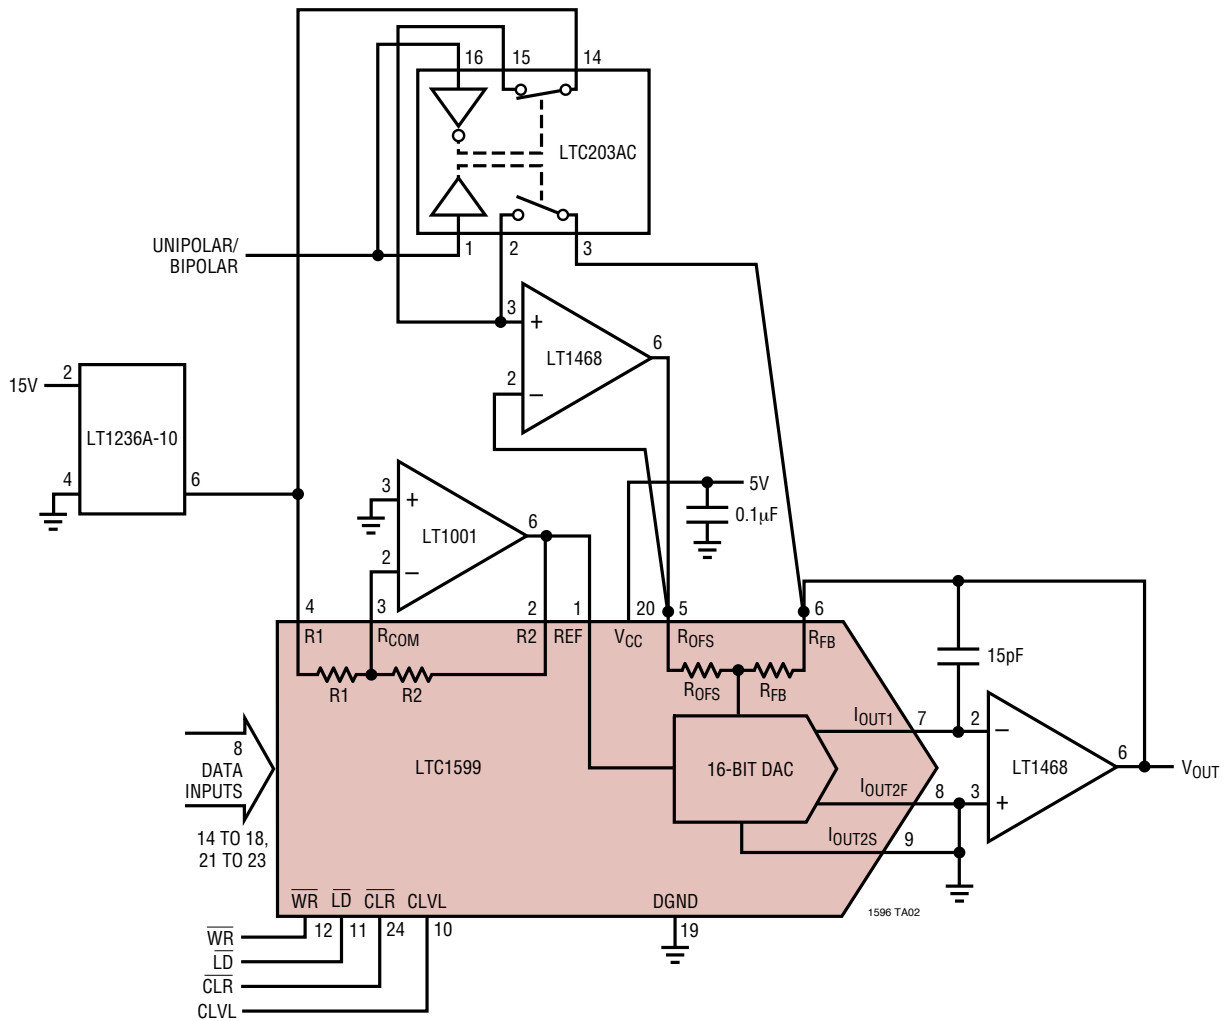 16 15 14
LTC203AC
1 2 3
UNIPOLAR/
BIPOLAR
3
+
LT1468
6
2
–
15V
2
LT1236A-10
4
6
3
+
LT1001
6
2
–
5V
0.1µF
4 3 2 1 20 5 6
R1 RCOM R2 REF VCC ROFS RFB
R1 R2
ROFS RFB
15pF
8
DATA
INPUTS
14 TO 18,
21 TO 23
LTC1599
16-BIT DAC
IOUT1 7 2
–
LT1468
6
VOUT
IOUT2F 8 3
+
IOUT2S 9
WR LD CLR CLVL
DGND
1596 TA02
12 11 24 10
19
WR
LD
CLR
CLVL